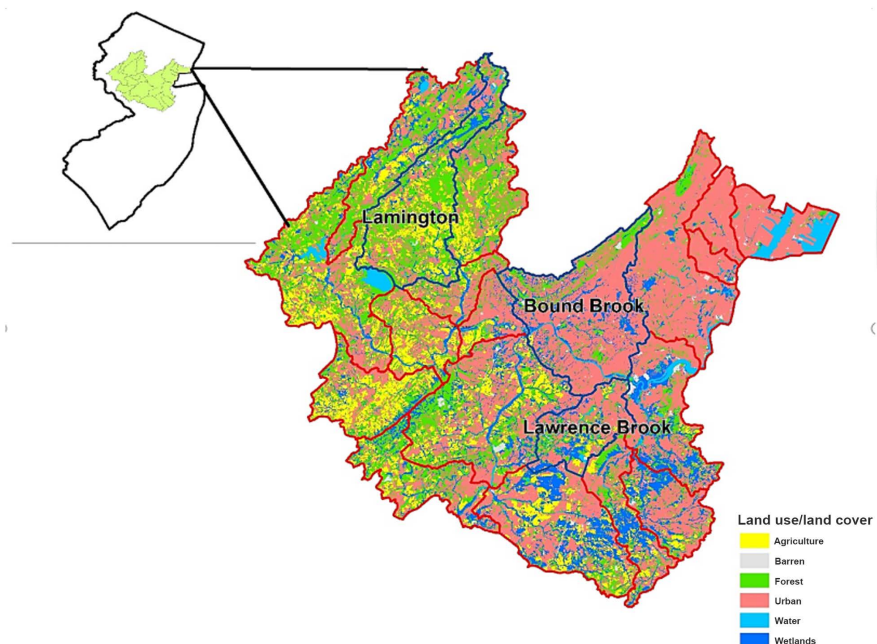 Lamington
Bound Brook
Lawrence Brook
Land use/land cover
Agriculture
Barren
Forest
Urban
Water
Wetlands